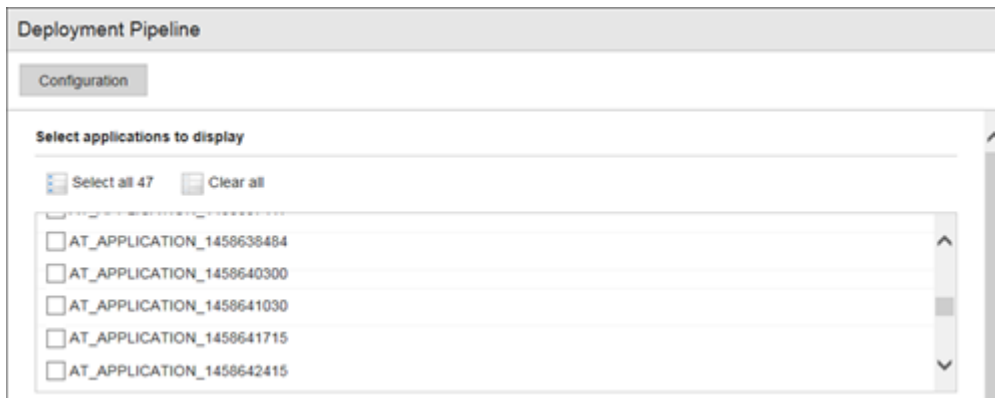 Deployment Pipeline
Configuration
Select applications to display
Select all 47 Clear all
AT_APPLICATION_1458638484
AT_APPLICATION_1458640300
AT_APPLICATION_1458641030
AT_APPLICATION_1458641715
AT_APPLICATION_1458642415